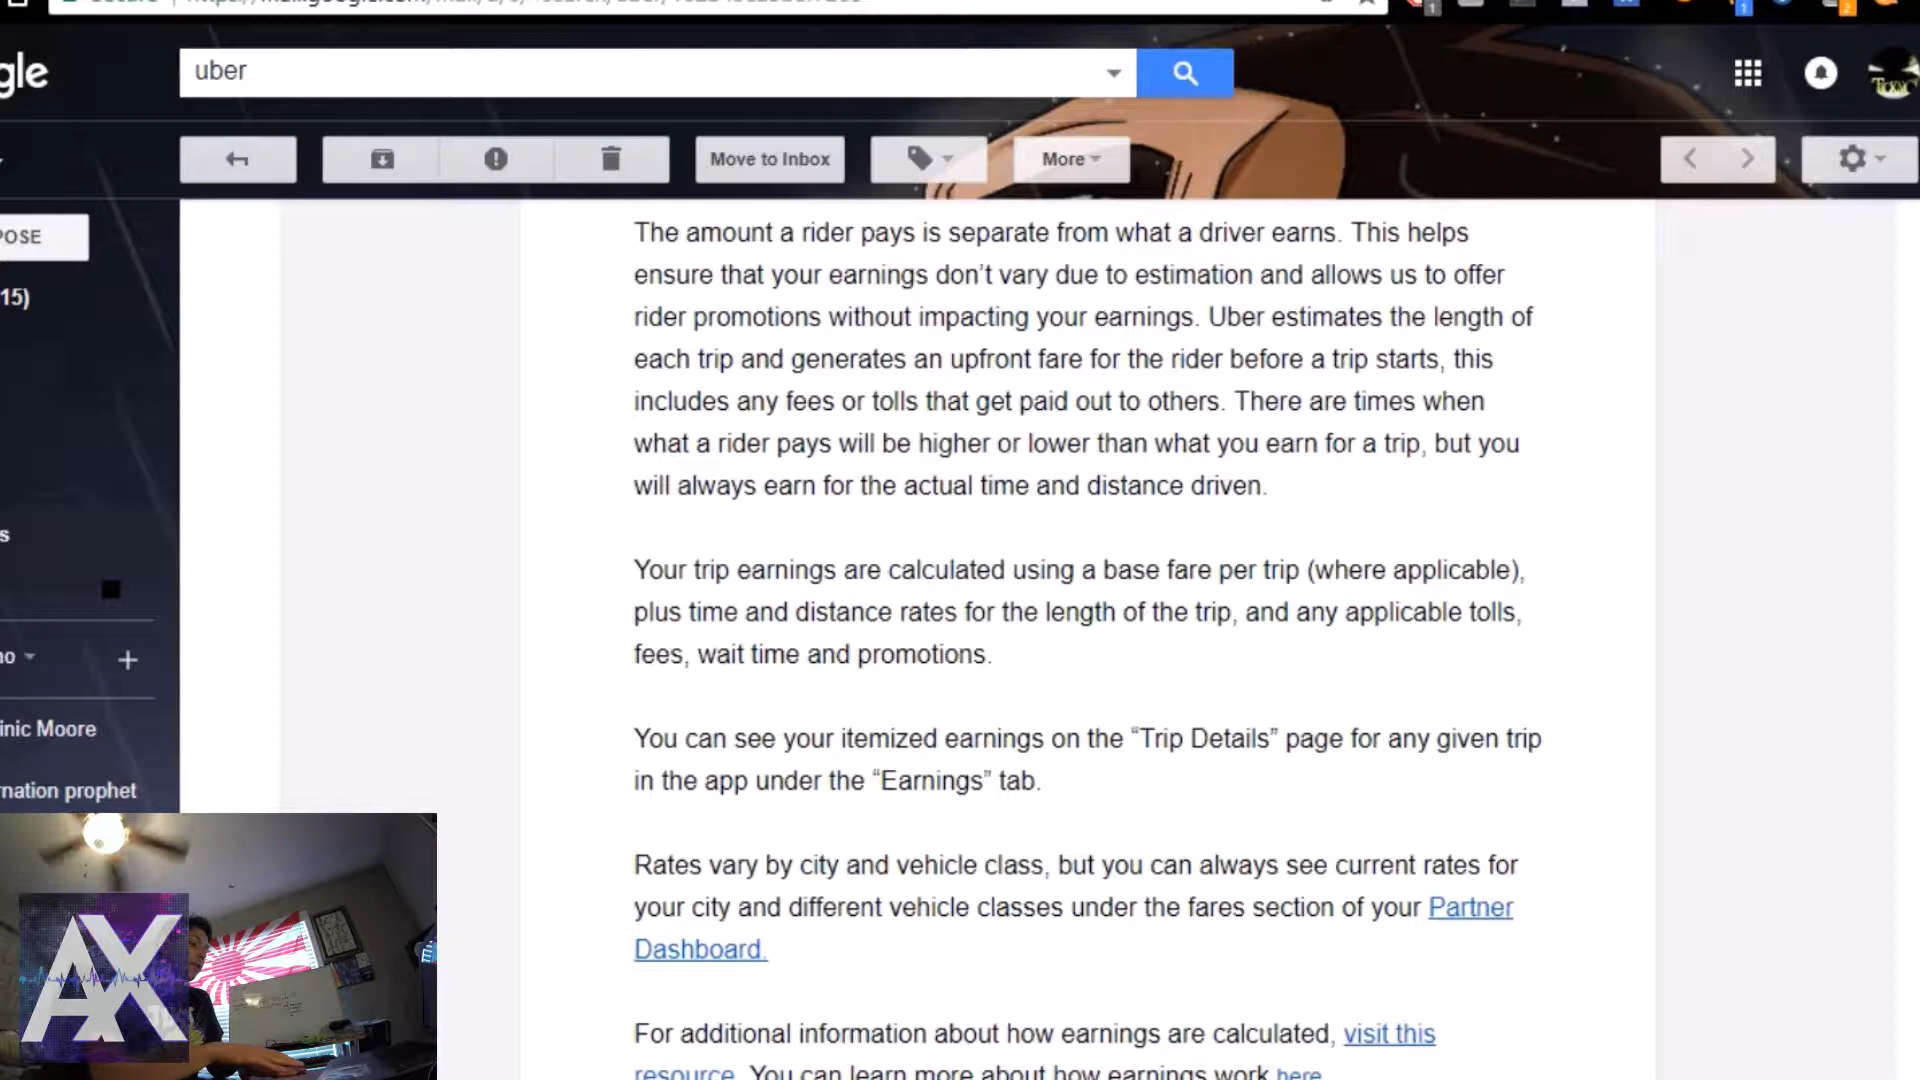 gle
uber
1
1
2
Move to Inbox
More
POSE
15)
The amount a rider pays is separate from what a driver earns. This helps
ensure that your earnings don’t vary due to estimation and allows us to offer
rider promotions without impacting your earnings. Uber estimates the length of
each trip and generates an upfront fare for the rider before a trip starts, this
includes any fees or tolls that get paid out to others. There are times when
what a rider pays will be higher or lower than what you earn for a trip, but you
will always earn for the actual time and distance driven.
Your trip earnings are calculated using a base fare per trip (where applicable),
plus time and distance rates for the length of the trip, and any applicable tolls,
fees, wait time and promotions.
You can see your itemized earnings on the “Trip Details” page for any given trip
in the app under the “Earnings” tab.
Rates vary by city and vehicle class, but you can always see current rates for
your city and different vehicle classes under the fares section of your Partner
Dashboard.
For additional information about how earnings are calculated, visit this
resource. You can learn more about how earnings work here
s
no
inic Moore
rnation prophet
AX